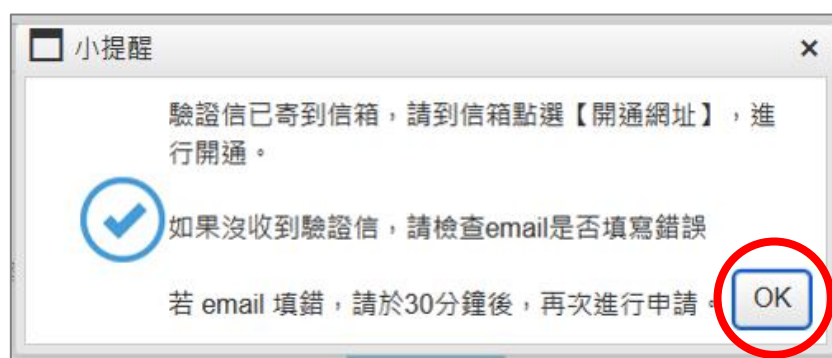 小提醒
×
驗證信已寄到信箱，請到信箱點選【開通網址】，進
行開通。
如果沒收到驗證信，請檢查email是否填寫錯誤
若 email 填錯，請於30分鐘後，再次進行申請。
OK